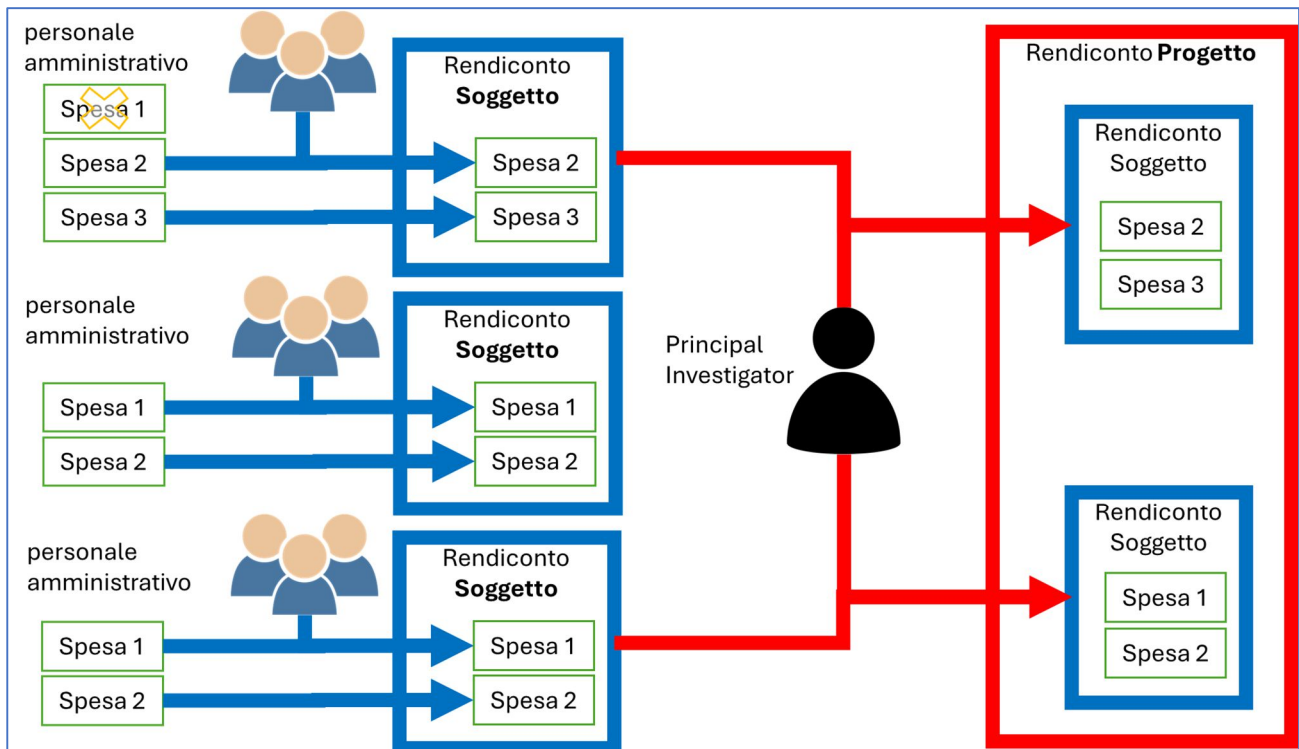 personale
amministrativo
Spesa 1
Spesa 2
Spesa 3
Rendiconto
Soggetto
Spesa 2
Spesa 3
personale
amministrativo
Spesa 1
Spesa 2
Rendiconto
Soggetto
Spesa 1
Spesa 2
personale
amministrativo
Spesa 1
Spesa 2
Rendiconto
Soggetto
Spesa 1
Spesa 2
Principal
Investigator
Rendiconto Progetto
Rendiconto
Soggetto
Spesa 2
Spesa 3
Rendiconto
Soggetto
Spesa 1
Spesa 2